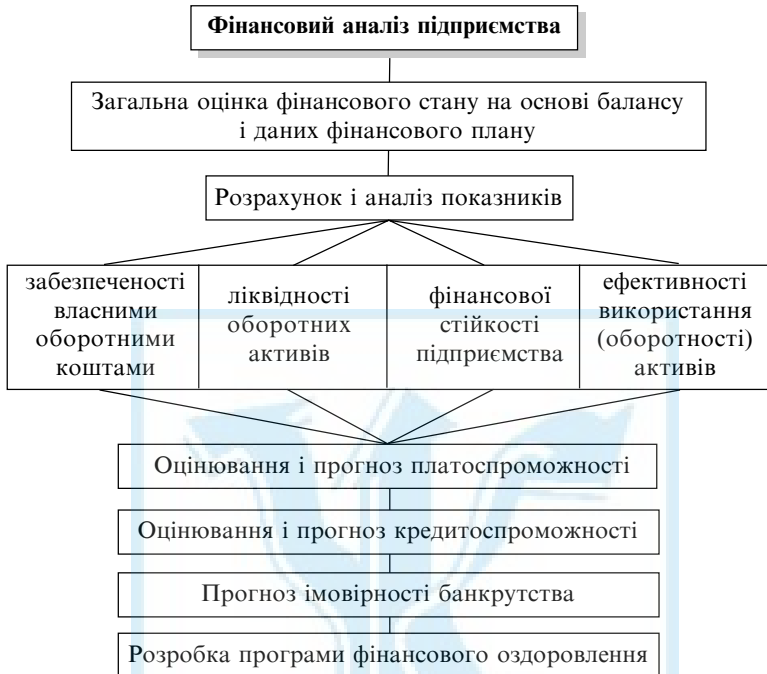 Фінансовий аналіз підприємства
Загальна оцінка фінансового стану на основі балансу
і даних фінансового плану
Розрахунок і аналіз показників
забезпеченості
власними
оборотними
коштами
ліквідності
оборотних
активів
фінансової
стійкості
підприємства
ефективності
використання
(оборотності)
активів
Оцінювання і прогноз платоспроможності
Оцінювання і прогноз кредитоспроможності
Прогноз імовірності банкрутства
Розробка програми фінансового оздоровлення